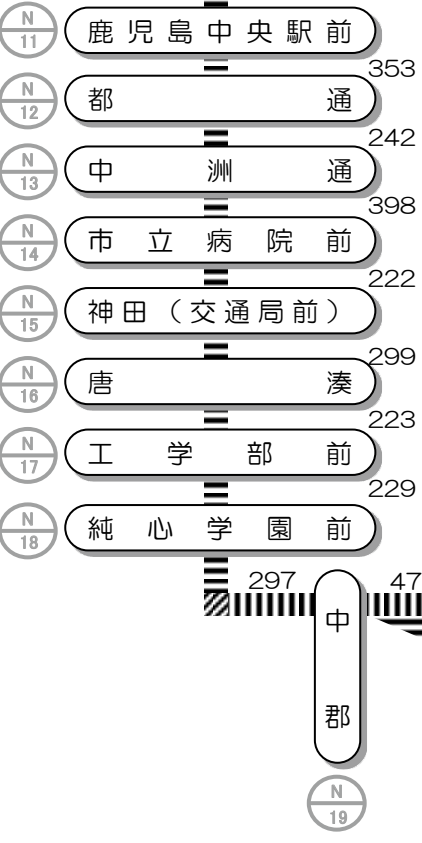 N
11
鹿児島中央駅前
353
N
12
都通
242
N
13
中洲通
398
N
14
市立病院前
222
N
15
神田（交通局前）
299
N
16
唐湊
223
N
17
工学部前
229
N
18
純心学園前
297
47
中郡
N
19